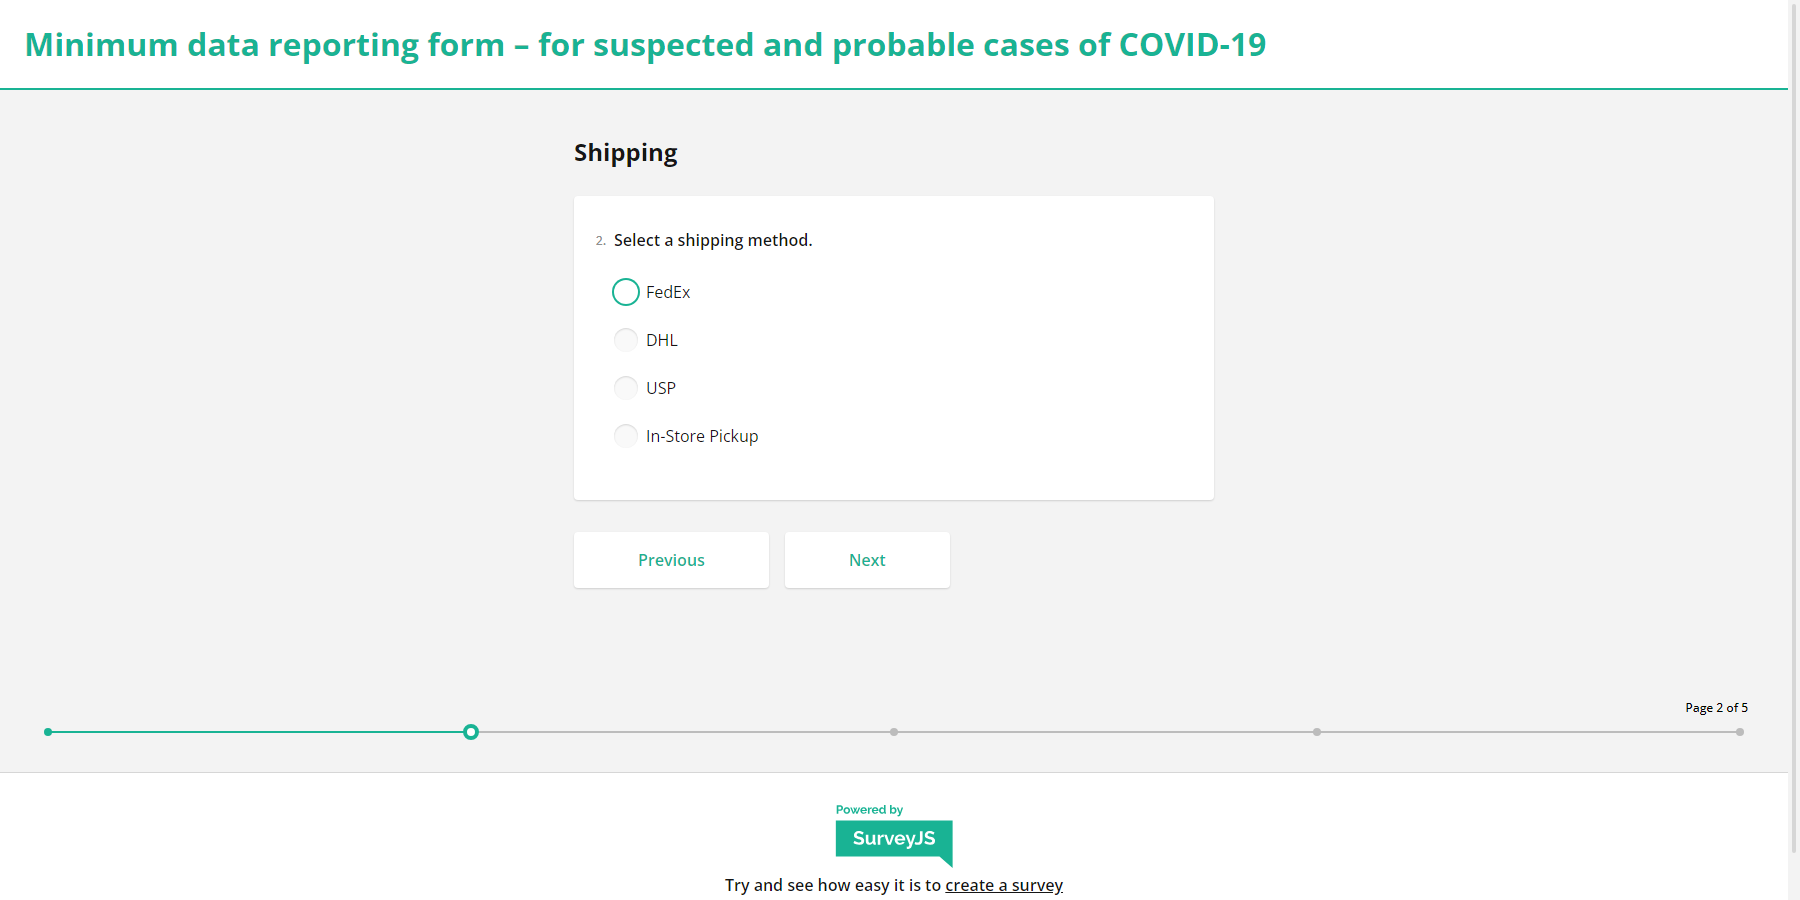 Minimum data reporting form – for suspected and probable cases of COVID-19
Shipping
2. Select a shipping method.
FedEx
DHL
USP
In-Store Pickup
Previous
Next
Page 2 of 5
Powered by
SurveyJS
Try and see how easy it is to create a survey